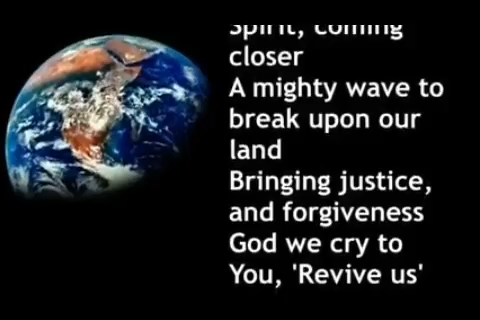 Spirit, coming
closer
A mighty wave to
break upon our
land
Bringing justice,
and forgiveness
God we cry to
You, 'Revive us'